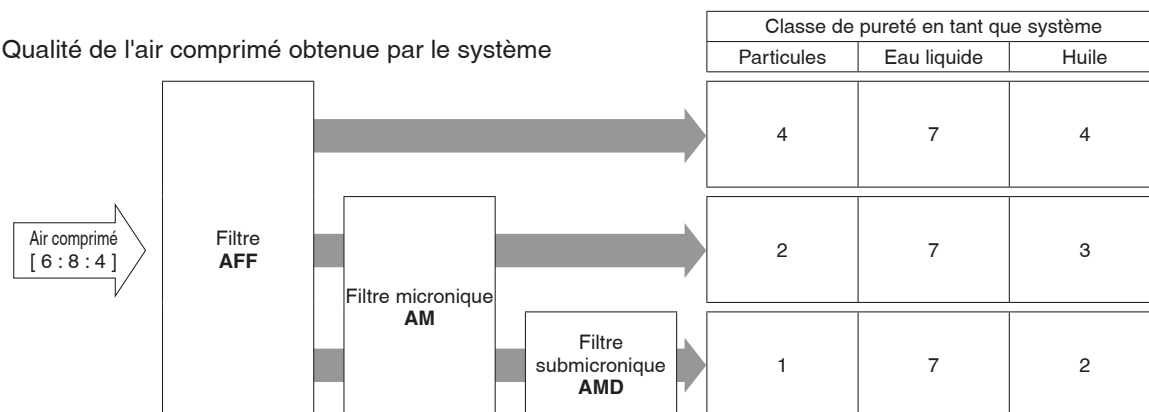 Qualité de l'air comprimé obtenue par le système
Classe de pureté en tant que système
Particules Eau liquide Huile
4 7 4
Air comprimé
[ 6 : 8 : 4 ]
Filtre
AFF
2 7 3
Filtre micronique
AM
Filtre
submicronique
AMD
1 7 2